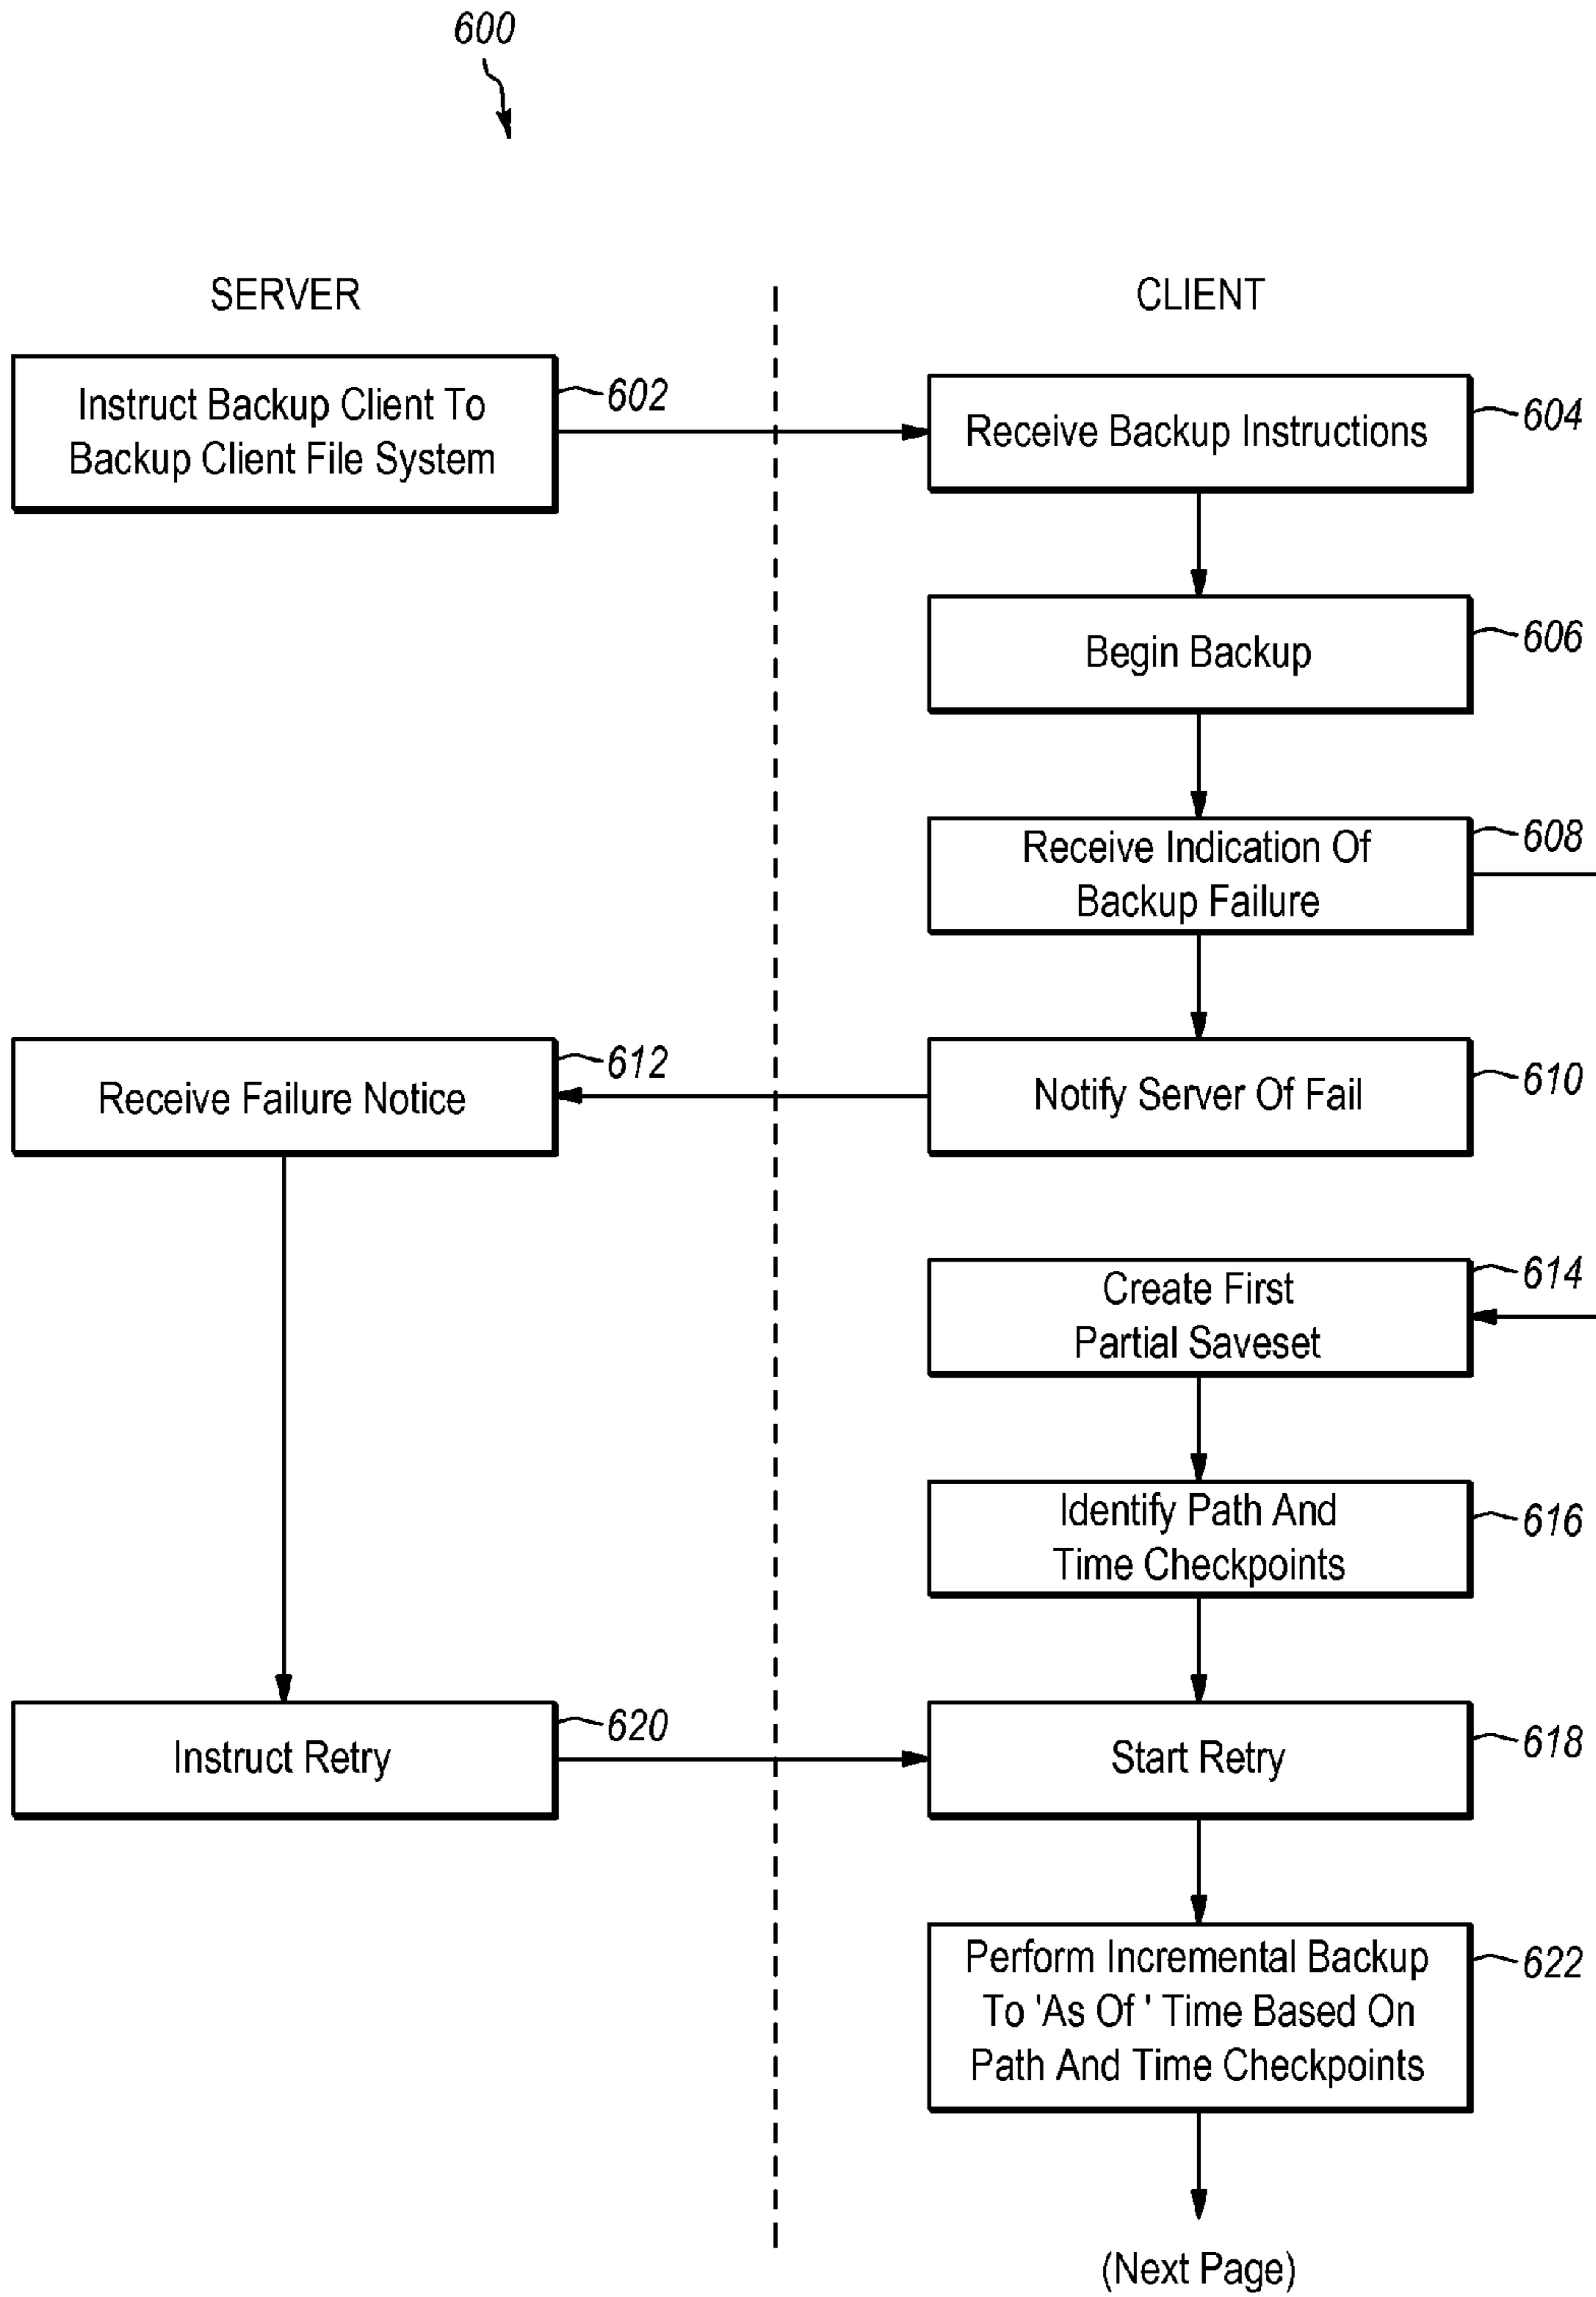 600
SERVER
CLIENT
Instruct Backup Client To
Backup Client File System
602
Receive Backup Instructions
604
Begin Backup
606
Receive Indication Of
Backup Failure
608
Receive Failure Notice
612
Notify Server Of Fail
610
Create First
Partial Saveset
614
Identify Path And
Time Checkpoints
616
Instruct Retry
620
Start Retry
618
Perform Incremental Backup
To 'As Of ' Time Based On
Path And Time Checkpoints
622
(Next Page)